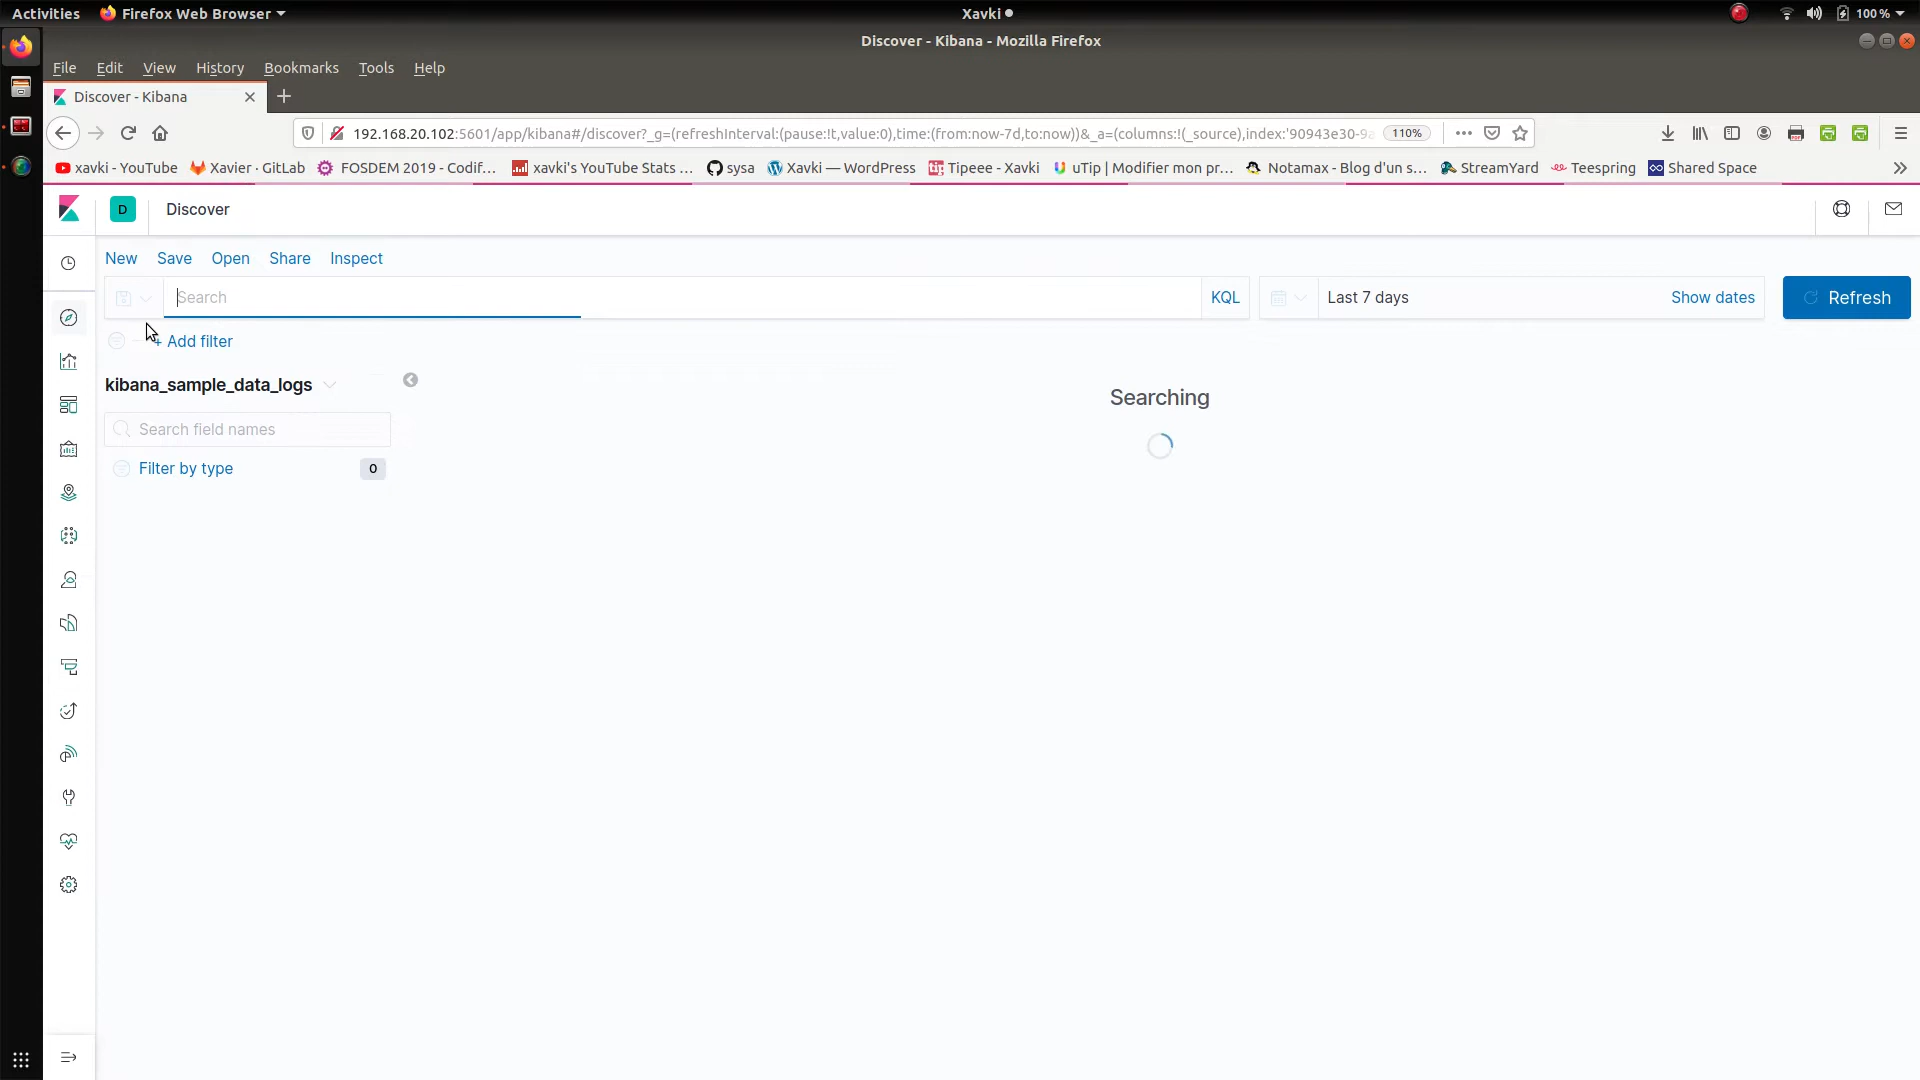 Activities Firefox Web Browser Xavki 100 %
Discover - Kibana - Mozilla Firefox
File Edit View History Bookmarks Tools Help
Discover - Kibana
192.168.20.102:5601/app/kibana#/discover?_g=(refreshInterval:(pause:!t,value:0),time:(from:now-7d,to:now))&_a=(columns:!(_source),index:'90943e30-9a 110%
xavki - YouTube Xavier · GitLab FOSDEM 2019 - Codif... xavki's YouTube Stats ... sysa Xavki — WordPress Tipeee - Xavki uTip | Modifier mon pr... Notamax - Blog d'un s... StreamYard Teespring Shared Space
D Discover
New Save Open Share Inspect
Search KQL Last 7 days Show dates Refresh
+ Add filter
kibana_sample_data_logs
Searching
Search field names
Filter by type 0